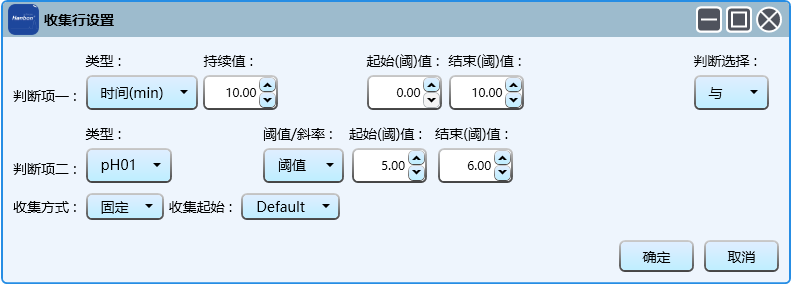 Hanbon 收集行设置
类型： 持续值： 起始(阈)值： 结束(阈)值： 判断选择：
判断项一： 时间(min) 10.00 0.00 10.00 与
类型： 阈值/斜率： 起始(阈)值： 结束(阈)值：
判断项二： pH01 阈值 5.00 6.00
收集方式： 固定 收集起始： Default
确定 取消